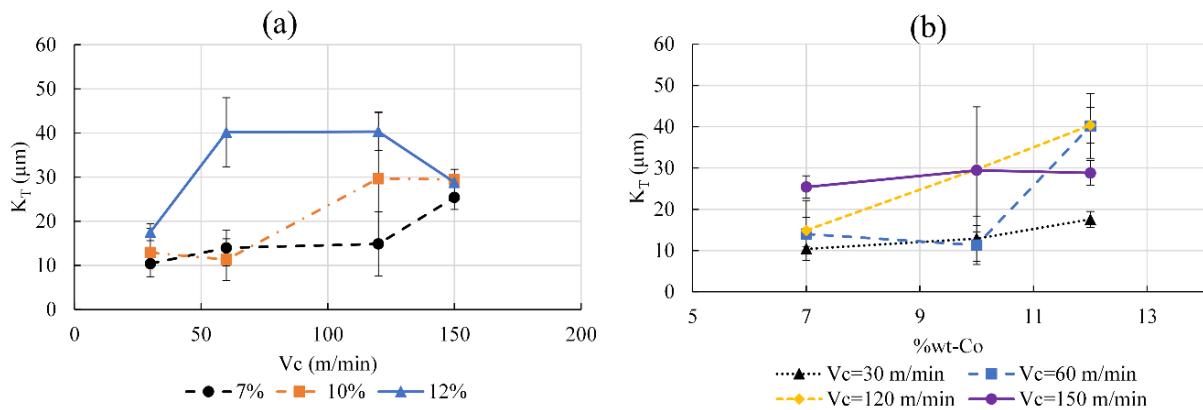 (a)
60
50
40
30
20
10
0
K_T (µm)
0 50 100 150 200
Vc (m/min)
7% 10% 12%
(b)
60
50
40
30
20
10
0
K_T (µm)
5 7 9 11 13
%wt-Co
Vc=30 m/min Vc=60 m/min
Vc=120 m/min Vc=150 m/min